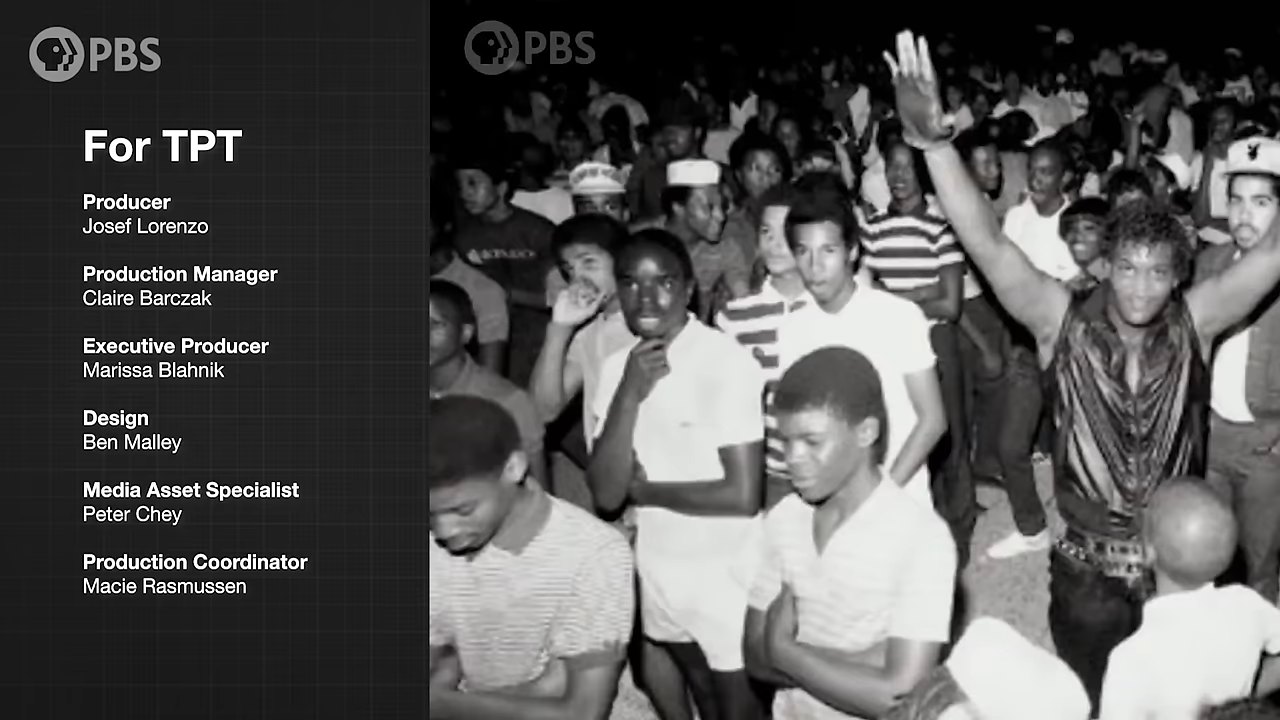 PBS
PBS
For TPT
Producer
Josef Lorenzo
Production Manager
Claire Barczak
Executive Producer
Marissa Blahnik
Design
Ben Malley
Media Asset Specialist
Peter Chey
Production Coordinator
Macie Rasmussen